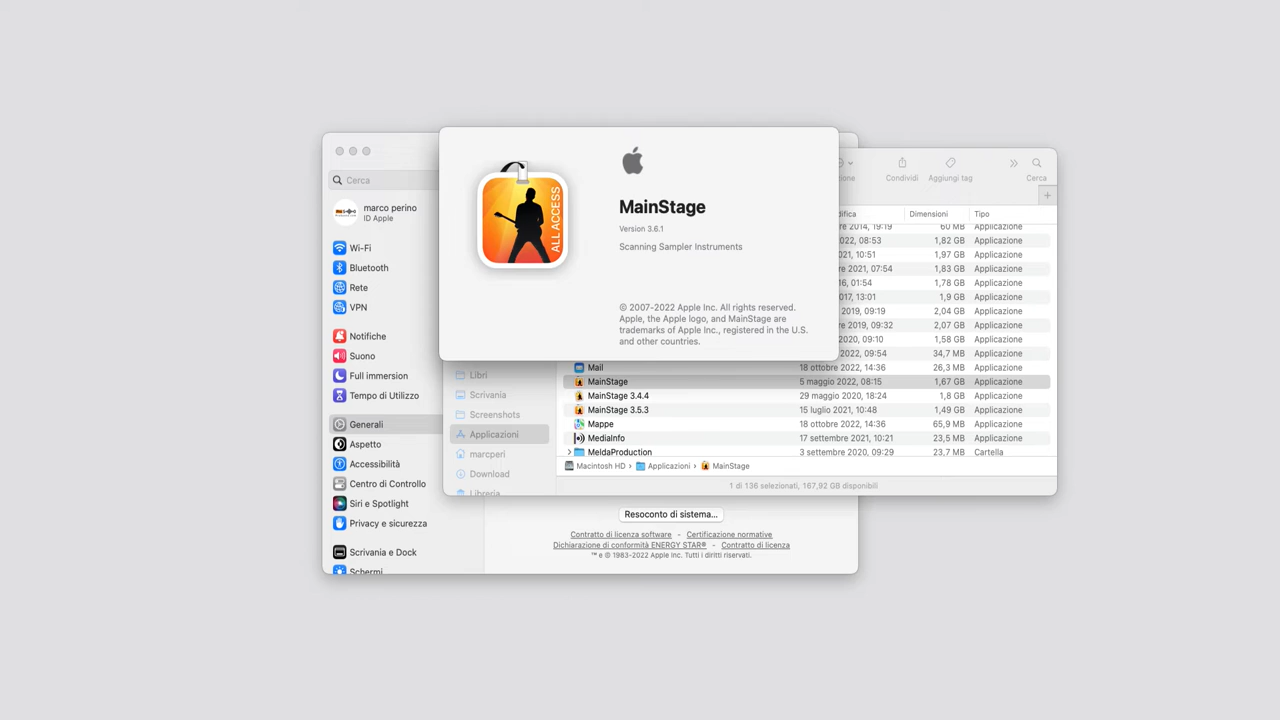 Cerca
marco perino
ID Apple
Wi-Fi
Bluetooth
Rete
VPN
Notifiche
Suono
Full immersion
Tempo di Utilizzo
Generali
Aspetto
Accessibilità
Centro di Controllo
Siri e Spotlight
Privacy e sicurezza
Scrivania e Dock
Schermi
ALL ACCESS
MainStage
Version 3.6.1
Scanning Sampler Instruments
© 2007-2022 Apple Inc. All rights reserved.
Apple, the Apple logo, and MainStage are
trademarks of Apple Inc., registered in the U.S.
and other countries.
Condividi Aggiungi tag Cerca
Dimensioni Tipo
2014, 19:19 60 MB Applicazione
2022, 08:53 1,82 GB Applicazione
2021, 10:51 1,97 GB Applicazione
2021, 07:54 1,83 GB Applicazione
01:54 1,78 GB Applicazione
13:01 1,9 GB Applicazione
2019, 09:19 2,04 GB Applicazione
2019, 09:32 2,07 GB Applicazione
2020, 09:10 1,58 GB Applicazione
2022, 09:54 34,7 MB Applicazione
Mail 18 ottobre 2022, 14:36 26,3 MB Applicazione
MainStage 5 maggio 2022, 08:15 1,67 GB Applicazione
MainStage 3.4.4 29 maggio 2020, 18:24 1,8 GB Applicazione
MainStage 3.5.3 15 luglio 2021, 10:48 1,49 GB Applicazione
Mappe 18 ottobre 2022, 14:36 65,9 MB Applicazione
MediaInfo 17 settembre 2021, 10:21 23,5 MB Applicazione
MeldaProduction 3 settembre 2020, 09:29 23,7 MB Cartella
Libri
Scrivania
Screenshots
Applicazioni
marcperi
Download
Libreria
Macintosh HD › Applicazioni › MainStage
1 di 136 selezionati, 167,92 GB disponibili
Resoconto di sistema...
Contratto di licenza software - Certificazione normative
Dichiarazione di conformità ENERGY STAR® - Contratto di licenza
™ e © 1983-2022 Apple Inc. Tutti i diritti riservati.